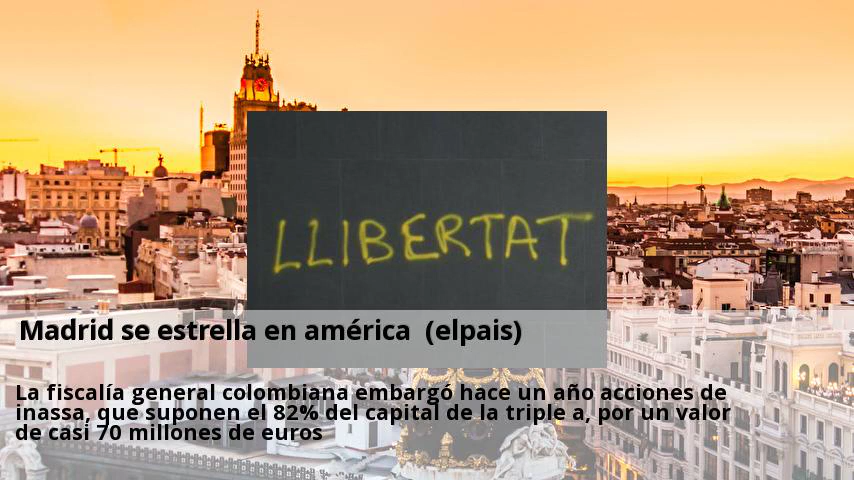 LLIBERTAT
Madrid se estrella en américa (elpais)
La fiscalía general colombiana embargó hace un año acciones de
inassa, que suponen el 82% del capital de la triple a, por un valor
de casi 70 millones de euros